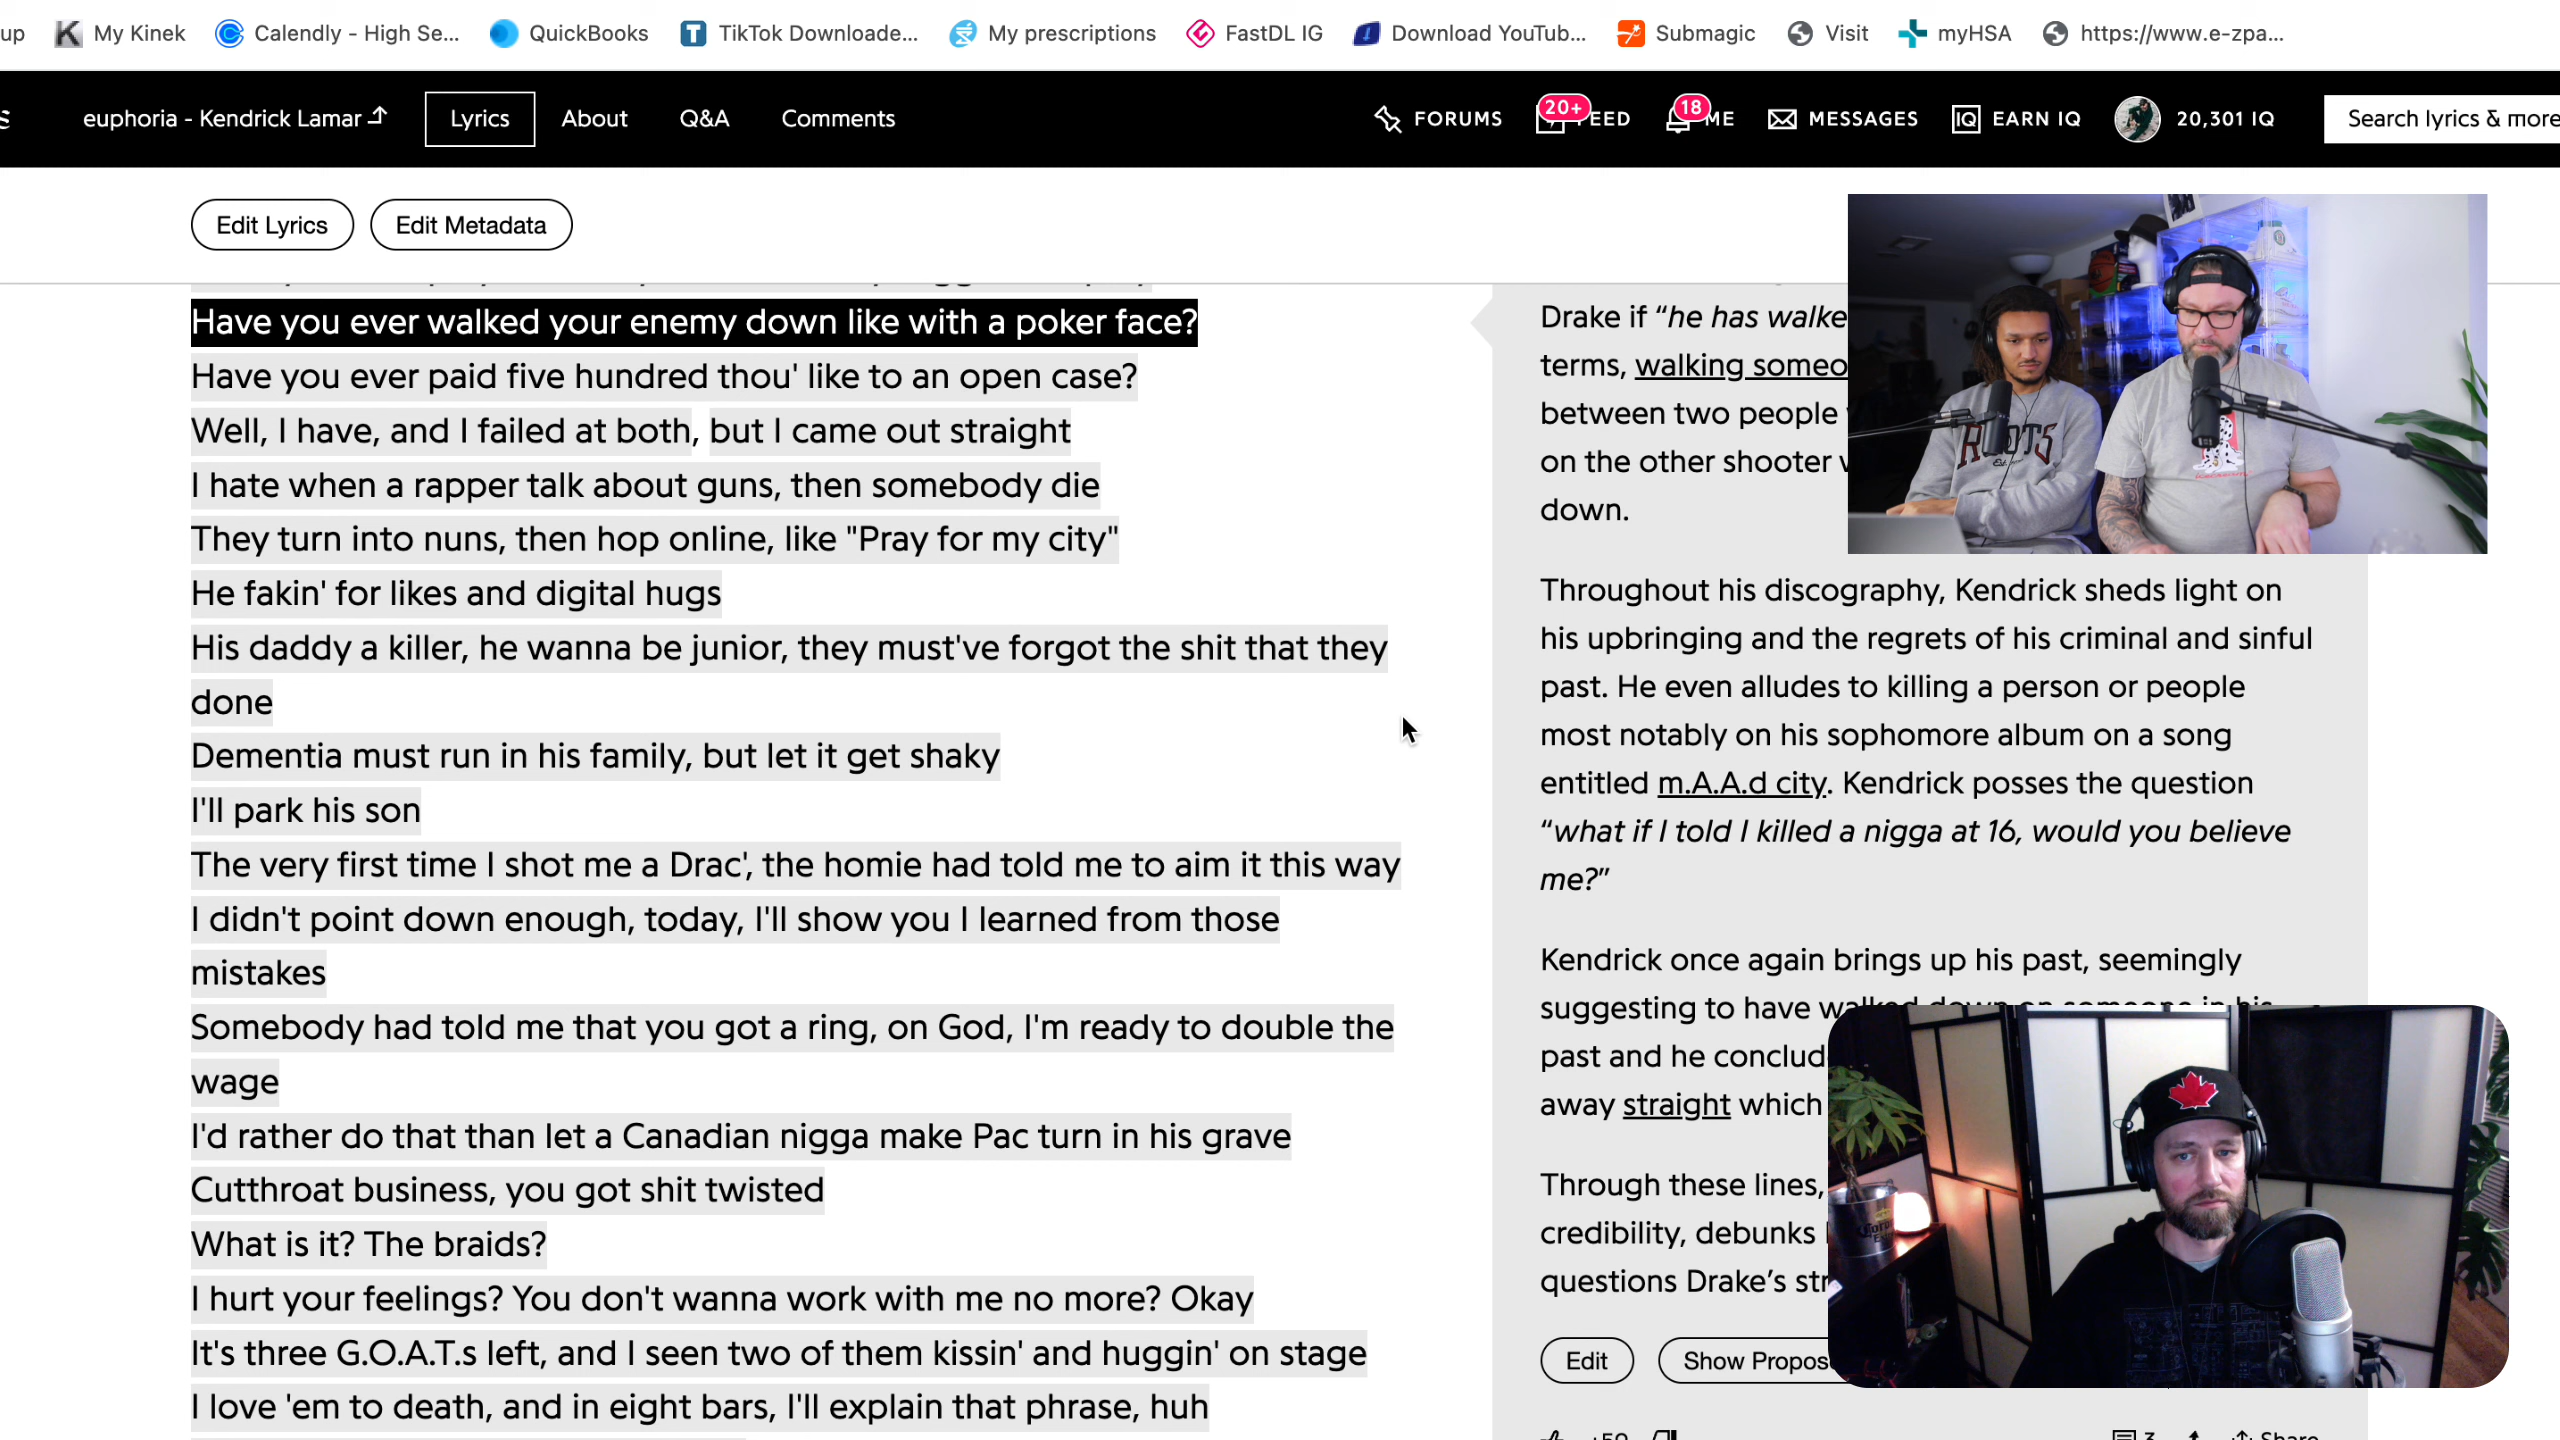 up My Kinek Calendly - High Se... QuickBooks TikTok Downloade... My prescriptions FastDL IG Download YouTub... Submagic Visit myHSA https://www.e-zpa...
euphoria - Kendrick Lamar Lyrics About Q&A Comments FORUMS 20+ FEED 18 ME MESSAGES IQ EARN IQ 20,301 IQ Search lyrics & more
Edit Lyrics Edit Metadata
Have you ever walked your enemy down like with a poker face?
Have you ever paid five hundred thou' like to an open case?
Well, I have, and I failed at both, but I came out straight
I hate when a rapper talk about guns, then somebody die
They turn into nuns, then hop online, like "Pray for my city"
He fakin' for likes and digital hugs
His daddy a killer, he wanna be junior, they must've forgot the shit that they
done
Dementia must run in his family, but let it get shaky
I'll park his son
The very first time I shot me a Drac', the homie had told me to aim it this way
I didn't point down enough, today, I'll show you I learned from those
mistakes
Somebody had told me that you got a ring, on God, I'm ready to double the
wage
I'd rather do that than let a Canadian nigga make Pac turn in his grave
Cutthroat business, you got shit twisted
What is it? The braids?
I hurt your feelings? You don't wanna work with me no more? Okay
It's three G.O.A.T.s left, and I seen two of them kissin' and huggin' on stage
I love 'em to death, and in eight bars, I'll explain that phrase, huh
Drake if “he has walke
terms, walking someo
between two people
on the other shooter
down.
Throughout his discography, Kendrick sheds light on
his upbringing and the regrets of his criminal and sinful
past. He even alludes to killing a person or people
most notably on his sophomore album on a song
entitled m.A.A.d city. Kendrick posses the question
“what if I told I killed a nigga at 16, would you believe
me?”
Kendrick once again brings up his past, seemingly
suggesting to have walked down on someone in his
past and he conclud
away straight which
Through these lines,
credibility, debunks
questions Drake’s str
Edit Show Propos
+50 3 Share
ROOTS